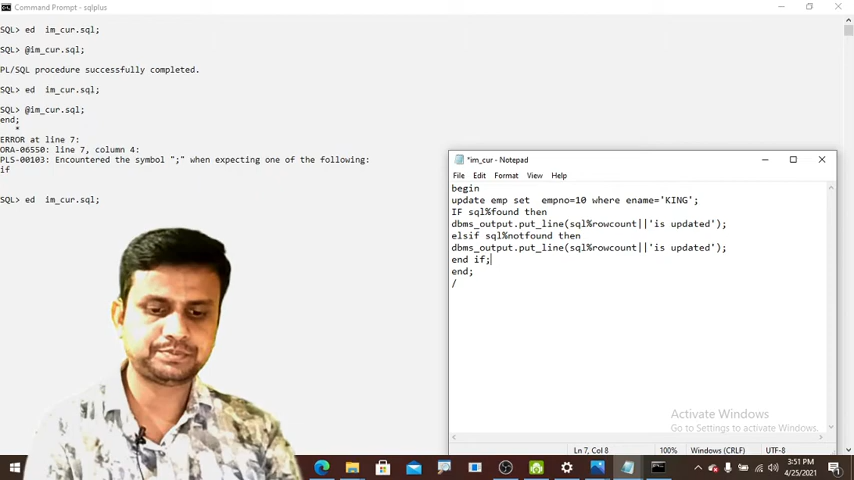 Command Prompt - sqlplus
SQL> ed  im_cur.sql;
SQL> @im_cur.sql;
PL/SQL procedure successfully completed.
SQL> ed  im_cur.sql;
SQL> @im_cur.sql;
end;
   *
ERROR at line 7:
ORA-06550: line 7, column 4:
PLS-00103: Encountered the symbol ";" when expecting one of the following:
if
SQL> ed  im_cur.sql;
*im_cur - Notepad
File Edit Format View Help
begin
update emp set  empno=10 where ename='KING';
IF sql%found then
dbms_output.put_line(sql%rowcount||'is updated');
elsif sql%notfound then
dbms_output.put_line(sql%rowcount||'is updated');
end if;
end;
/
Activate Windows
Go to Settings to activate Windows.
Ln 7, Col 8 100% Windows (CRLF) UTF-8
3:51 PM
4/25/2021